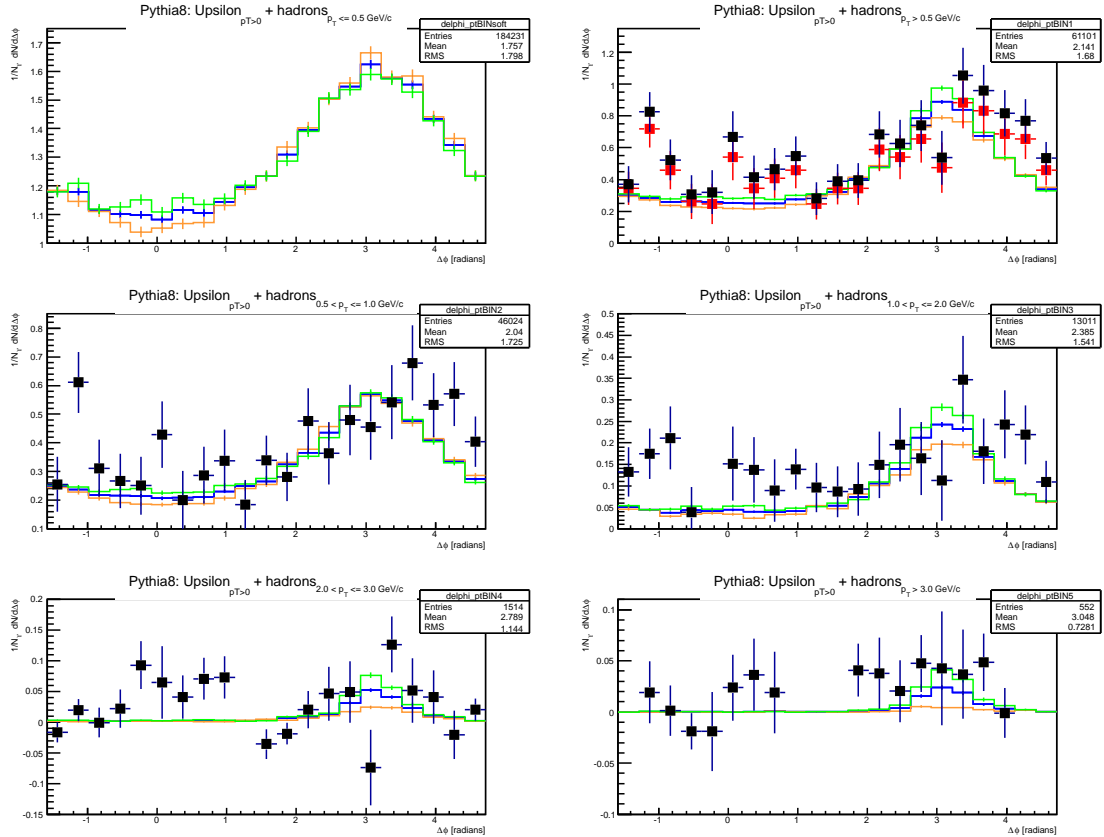 Pythia8: Upsilon pT>0 + hadrons p_T <= 0.5 GeV/c
delphi_ptBINsoft
Entries 184231
Mean 1.757
RMS 1.798
1/N_Υ dN/dΔφ
1.7
1.6
1.5
1.4
1.3
1.2
1.1
1
-1 0 1 2 3 4
Δφ [radians]
Pythia8: Upsilon pT>0 + hadrons p_T > 0.5 GeV/c
delphi_ptBIN1
Entries 61101
Mean 2.141
RMS 1.68
1/N_Υ dN/dΔφ
1.2
1
0.8
0.6
0.4
0.2
0
-1 0 1 2 3 4
Δφ [radians]
Pythia8: Upsilon pT>0 + hadrons 0.5 < p_T <= 1.0 GeV/c
delphi_ptBIN2
Entries 46024
Mean 2.04
RMS 1.725
1/N_Υ dN/dΔφ
0.8
0.7
0.6
0.5
0.4
0.3
0.2
0.1
-1 0 1 2 3 4
Δφ [radians]
Pythia8: Upsilon pT>0 + hadrons 1.0 < p_T <= 2.0 GeV/c
delphi_ptBIN3
Entries 13011
Mean 2.385
RMS 1.541
1/N_Υ dN/dΔφ
0.5
0.45
0.4
0.35
0.3
0.25
0.2
0.15
0.1
0.05
0
-1 0 1 2 3 4
Δφ [radians]
Pythia8: Upsilon pT>0 + hadrons 2.0 < p_T <= 3.0 GeV/c
delphi_ptBIN4
Entries 1514
Mean 2.789
RMS 1.144
1/N_Υ dN/dΔφ
0.2
0.15
0.1
0.05
0
-0.05
-0.1
-0.15
-1 0 1 2 3 4
Δφ [radians]
Pythia8: Upsilon pT>0 + hadrons p_T > 3.0 GeV/c
delphi_ptBIN5
Entries 552
Mean 3.048
RMS 0.7281
1/N_Υ dN/dΔφ
0.1
0.05
0
-0.05
-0.1
-1 0 1 2 3 4
Δφ [radians]